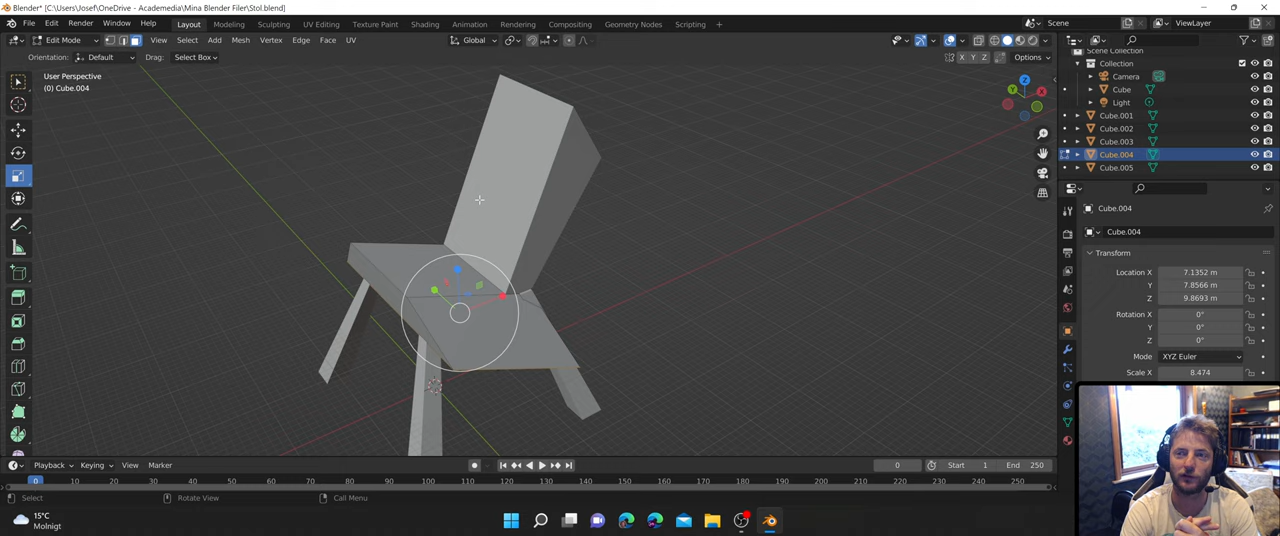 Blender* [C:\Users\Josef\OneDrive - Academedia\Mina Blender Filer\Stol.blend]
File Edit Render Window Help Layout Modeling Sculpting UV Editing Texture Paint Shading Animation Rendering Compositing Geometry Nodes Scripting + Scene ViewLayer
Edit Mode View Select Add Mesh Vertex Edge Face UV Global
Orientation: Default Drag: Select Box X Y Z Options
User Perspective
(0) Cube.004
Z
Y
X
Scene Collection
Collection
Camera
Cube
Light
Cube.001
Cube.002
Cube.003
Cube.004
Cube.005
Cube.004
Cube.004
Transform
Location X 7.1352 m
Y 7.8566 m
Z 9.8693 m
Rotation X 0°
Y 0°
Z 0°
Mode XYZ Euler
Scale X 8.474
Playback Keying View Marker 0 Start 1 End 250
0 10 20 30 40 50 60 70 80 90 100 110 120 130 140 150 160 170 180 190 200 210 220 230 240 250
Select Rotate View Call Menu
15°C
Molnigt